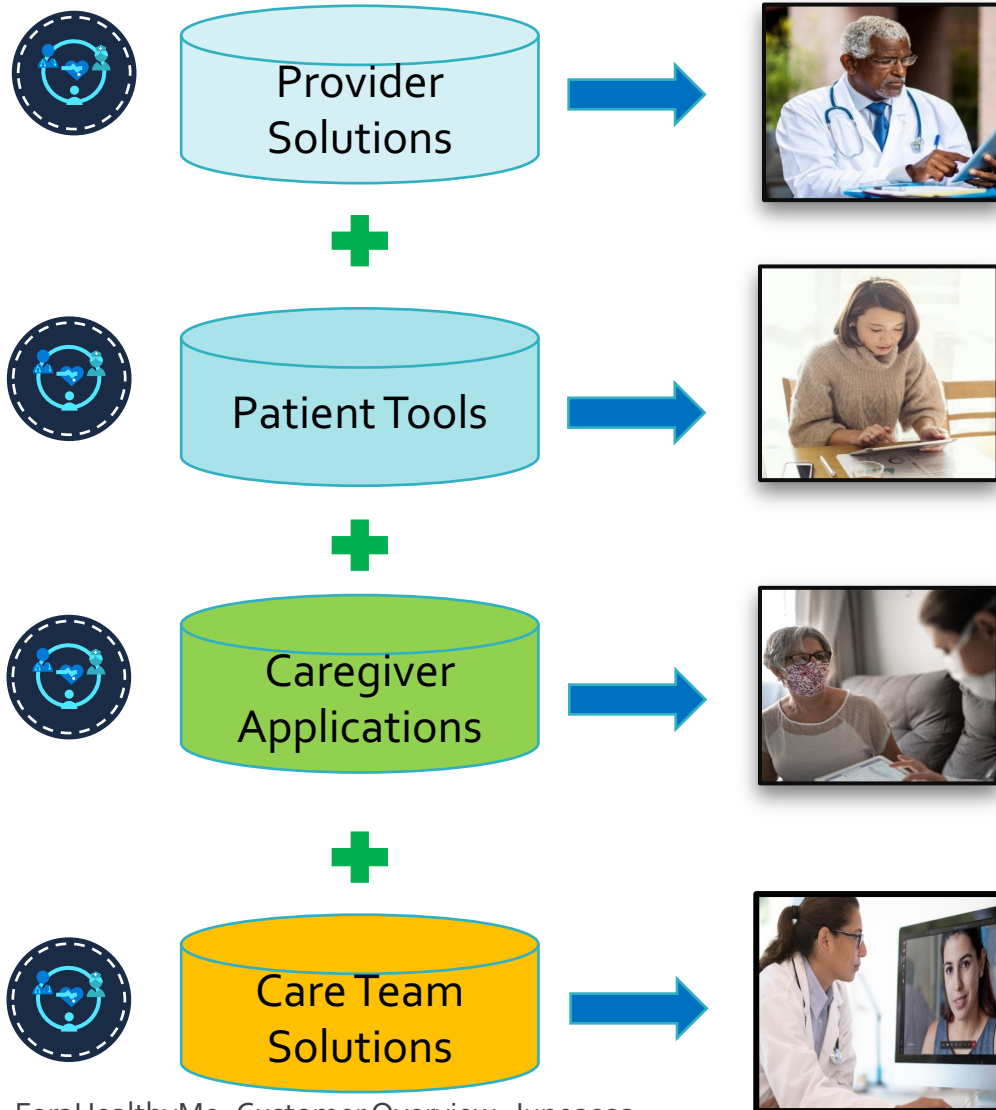 Provider
Solutions
Patient Tools
Caregiver
Applications
Care Team
Solutions